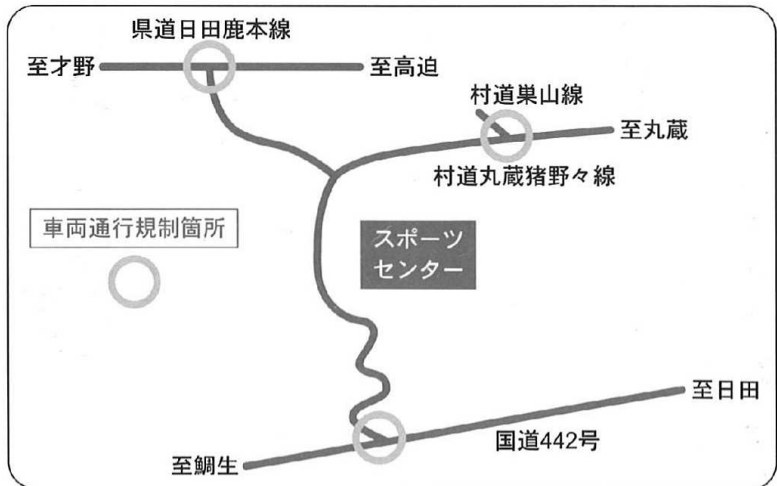 県道日田鹿本線
至才野
至高迫
村道巣山線
至丸蔵
村道丸蔵猪野々線
車両通行規制箇所
スポーツ
センター
至日田
国道442号
至鯛生